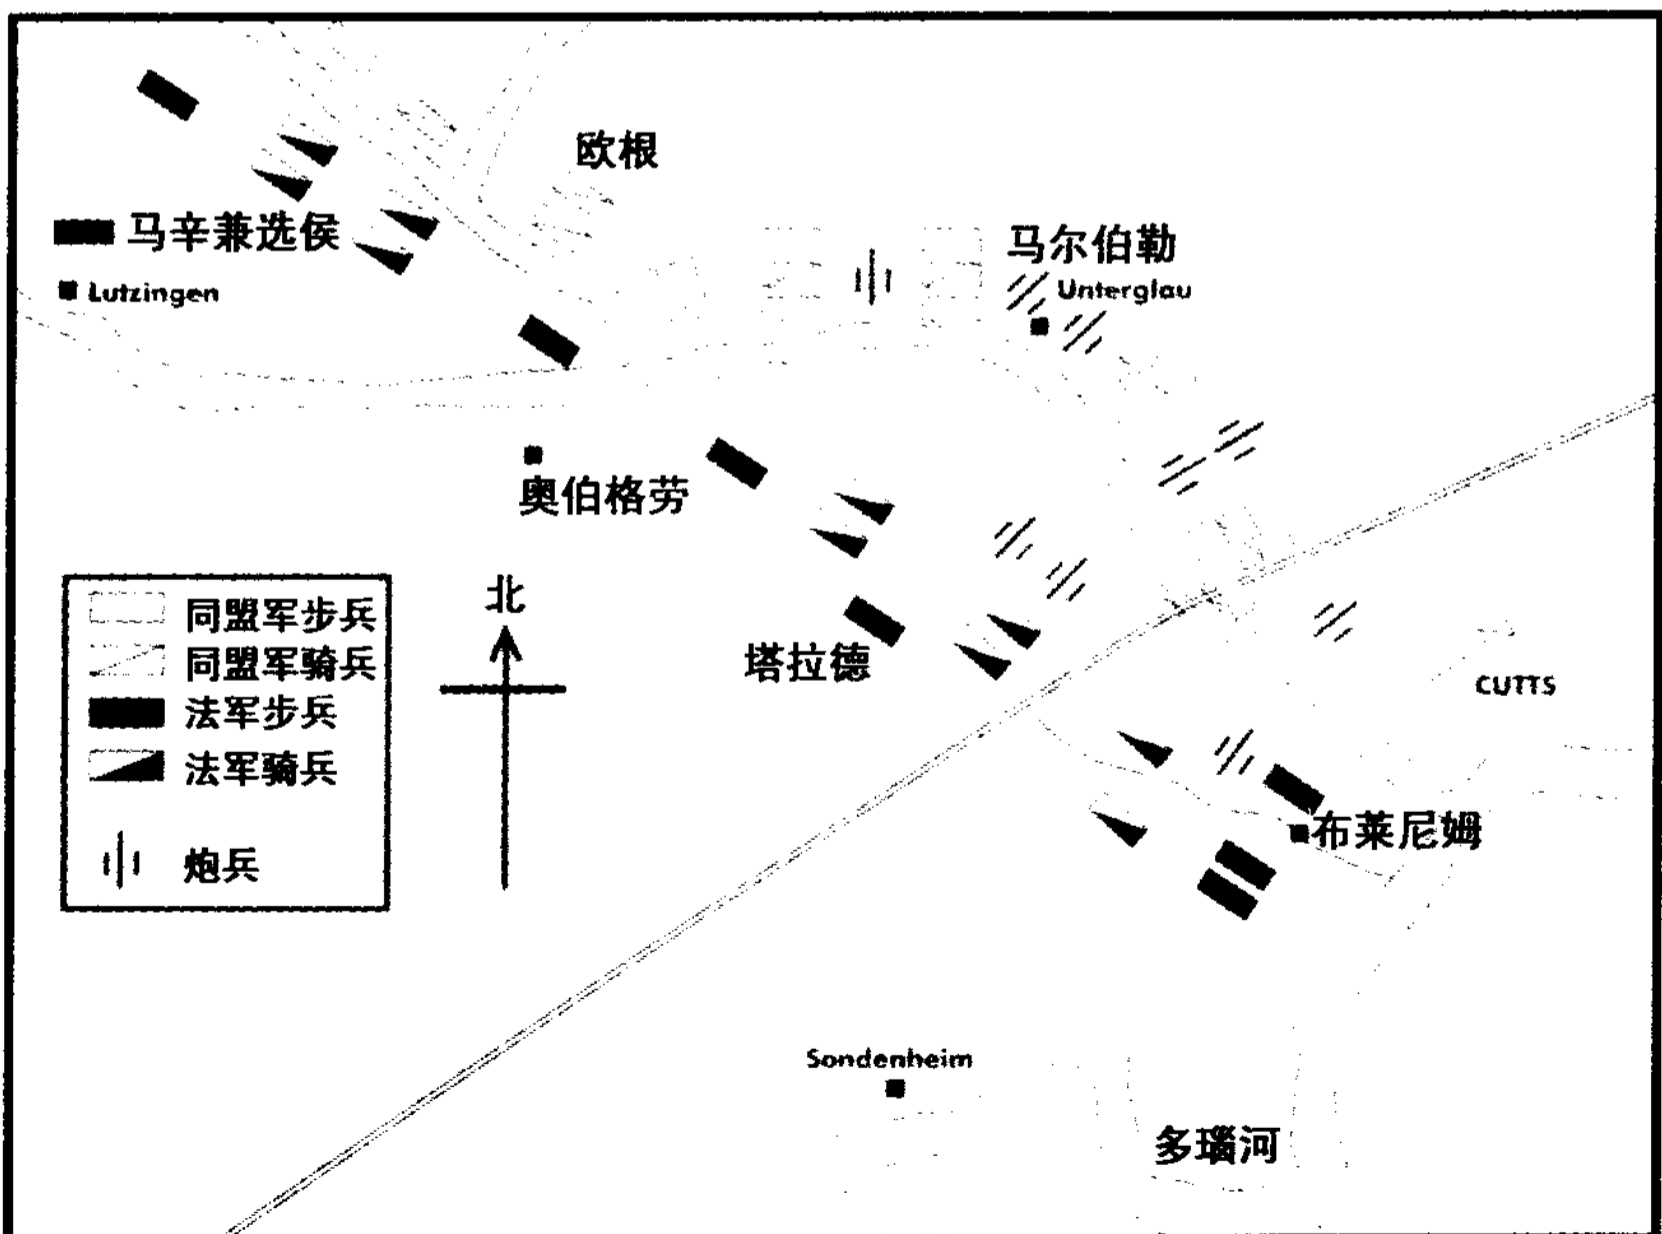 欧根
马辛兼选侯
马尔伯勒
Lutzingen
Unterglau
奥伯格劳
北
同盟军步兵
同盟军骑兵
法军步兵
法军骑兵
炮兵
塔拉德
CUTTS
布莱尼姆
Sondenheim
多瑙河